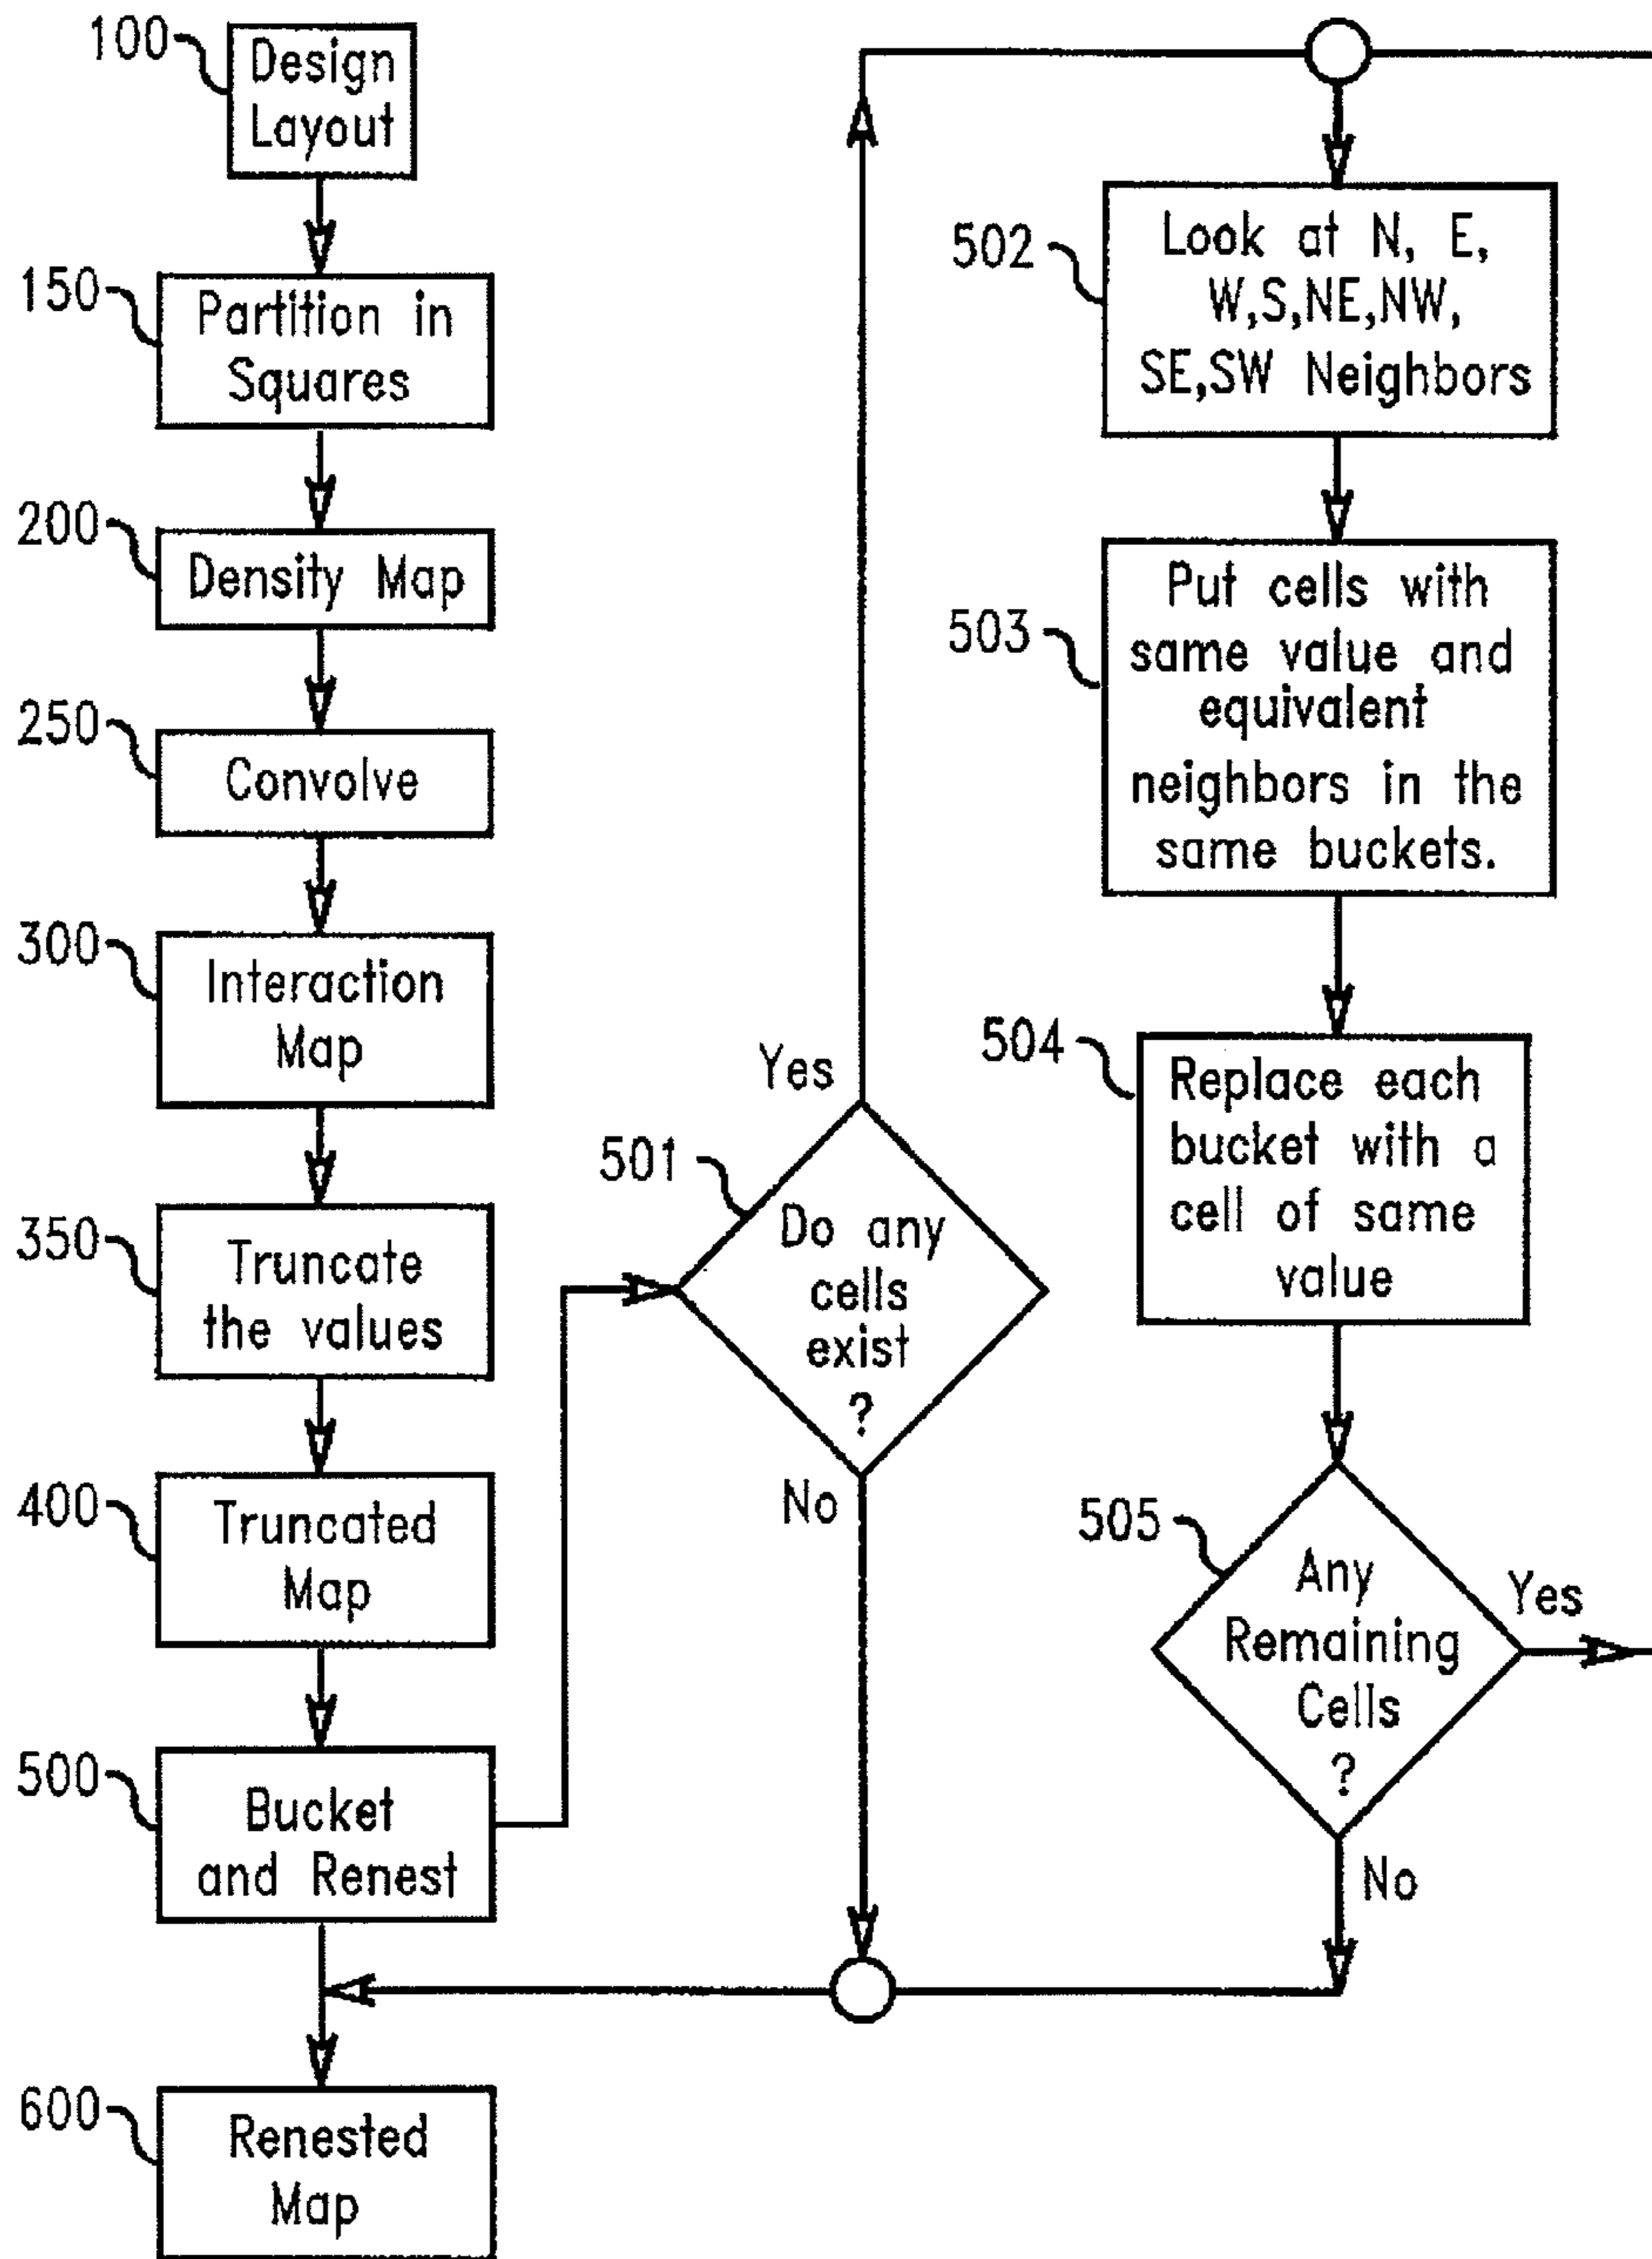 100
Design
Layout
150
Partition in
Squares
200
Density Map
250
Convolve
300
Interaction
Map
350
Truncate
the values
400
Truncated
Map
500
Bucket
and Renest
600
Renested
Map
501
Do any
cells
exist
?
Yes
No
502
Look at N, E,
W,S,NE,NW,
SE,SW Neighbors
503
Put cells with
same value and
equivalent
neighbors in the
same buckets.
504
Replace each
bucket with a
cell of same
value
505
Any
Remaining
Cells
?
Yes
No